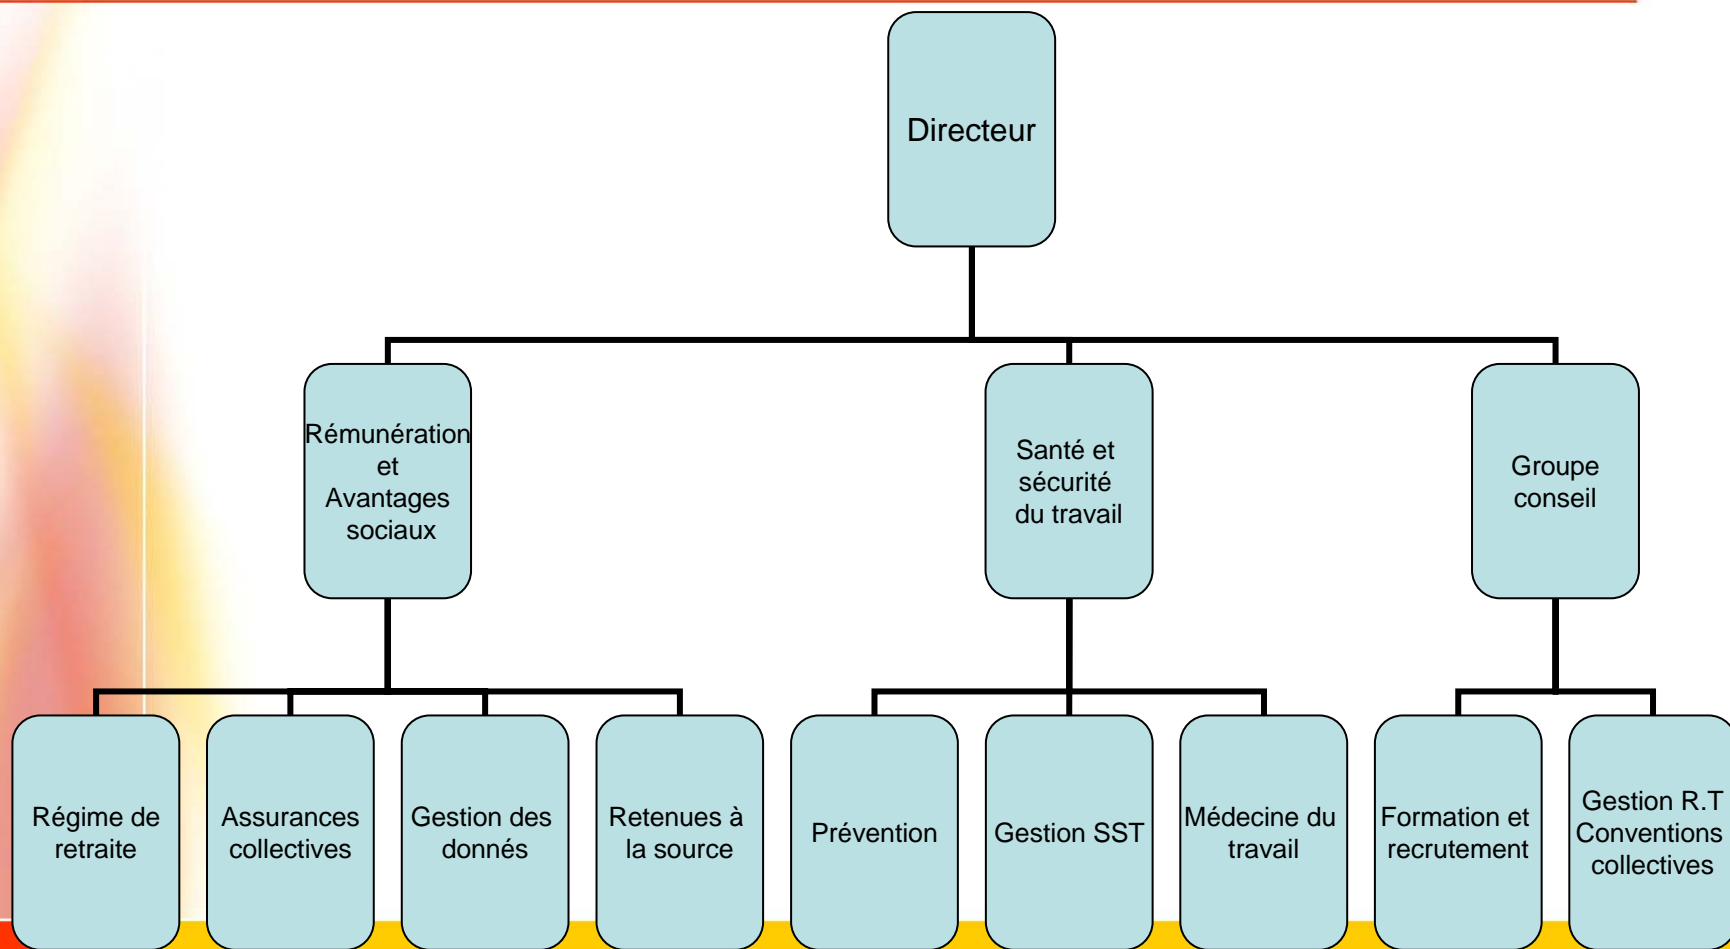 Directeur
Rémunération
et
Avantages
sociaux
Santé et
sécurité
du travail
Groupe
conseil
Régime de
retraite
Assurances
collectives
Gestion des
donnés
Retenues à
la source
Prévention
Gestion SST
Médecine du
travail
Formation et
recrutement
Gestion R.T
Conventions
collectives